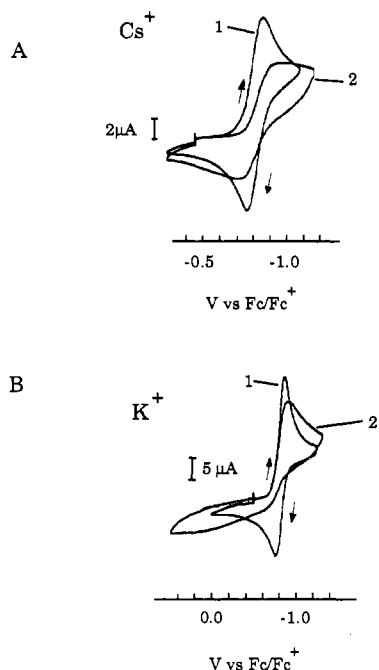 A
Cs+
1
2
2μA
-0.5 -1.0
V vs Fc/Fc+
B
K+
1
2
5 μA
0.0 -1.0
V vs Fc/Fc+